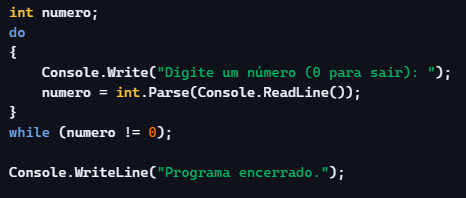 int numero;
do
{
    Console.Write("Digite um número (0 para sair): ");
    numero = int.Parse(Console.ReadLine());
}
while (numero != 0);

Console.WriteLine("Programa encerrado.");